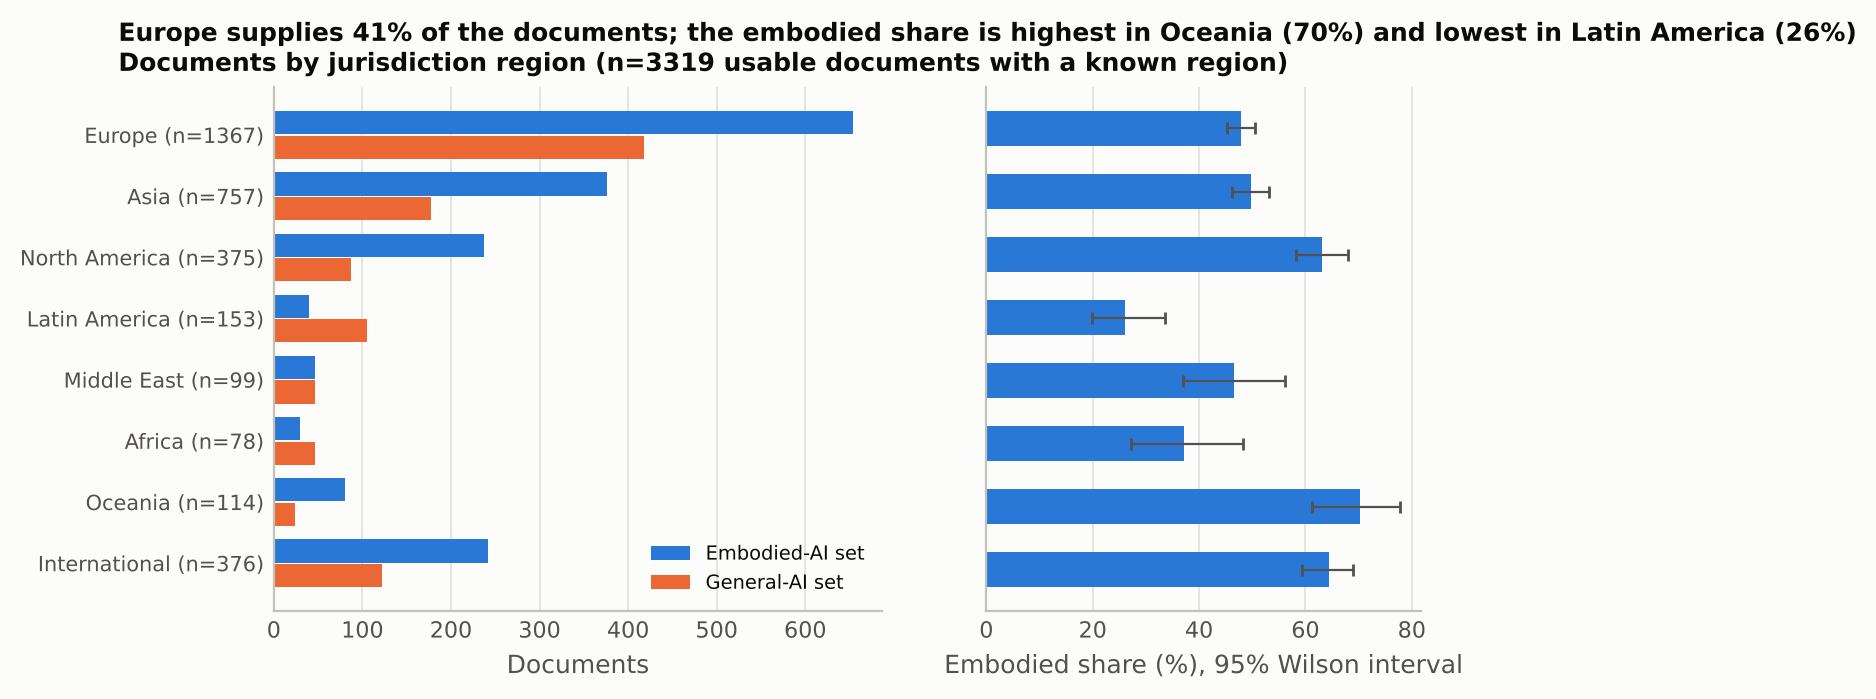 Europe supplies 41% of the documents; the embodied share is highest in Oceania (70%) and lowest in Latin America (26%)
Documents by jurisdiction region (n=3319 usable documents with a known region)
Europe (n=1367)
Asia (n=757)
North America (n=375)
Latin America (n=153)
Middle East (n=99)
Africa (n=78)
Oceania (n=114)
International (n=376)
Embodied-AI set
General-AI set
0 100 200 300 400 500 600
Documents
0 20 40 60 80
Embodied share (%), 95% Wilson interval